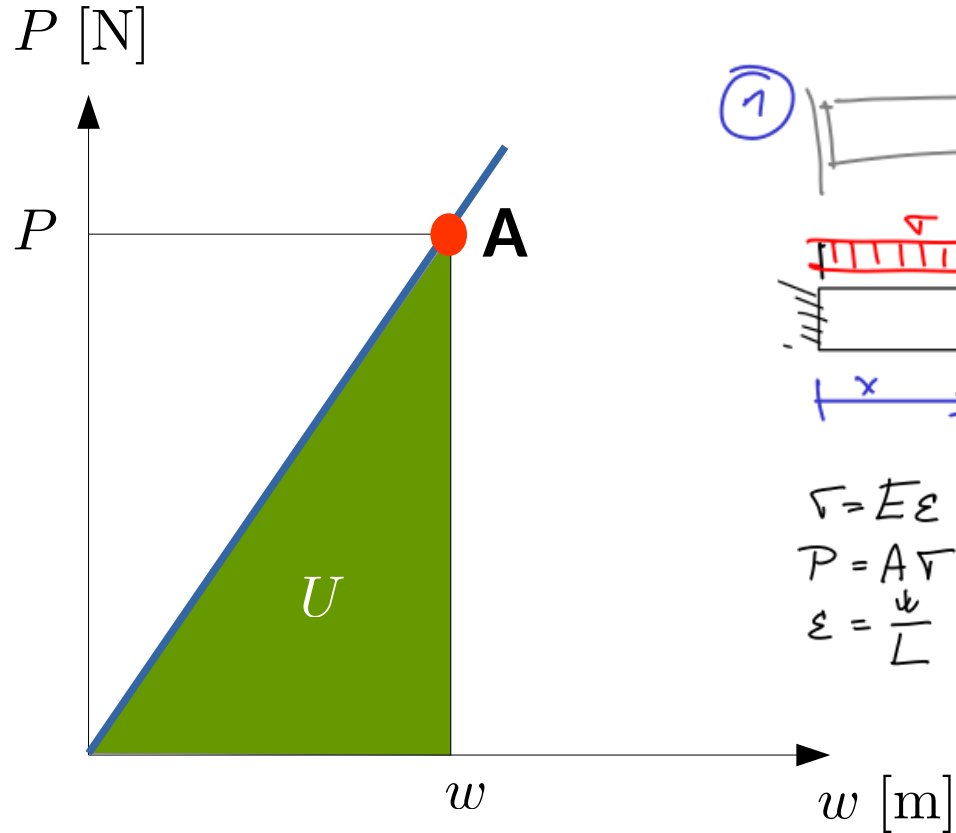 P [N]
1
P
A
σ
x
σ = Eε
P = Aσ
U
ε = w/L
w
w [m]